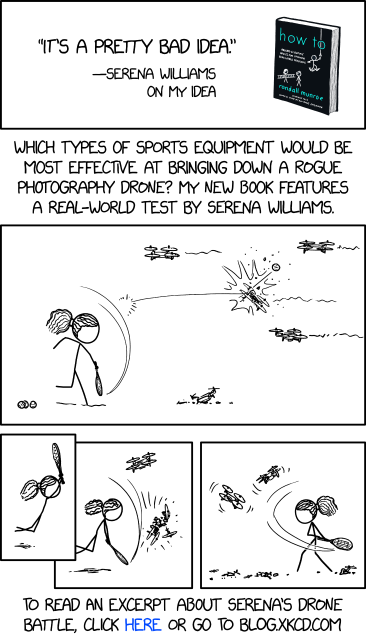 "IT'S A PRETTY BAD IDEA."
—SERENA WILLIAMS
ON MY IDEA
how to
randall munroe
WHICH TYPES OF SPORTS EQUIPMENT WOULD BE
MOST EFFECTIVE AT BRINGING DOWN A ROGUE
PHOTOGRAPHY DRONE? MY NEW BOOK FEATURES
A REAL-WORLD TEST BY SERENA WILLIAMS.
TO READ AN EXCERPT ABOUT SERENA'S DRONE
BATTLE, CLICK HERE OR GO TO BLOG.XKCD.COM